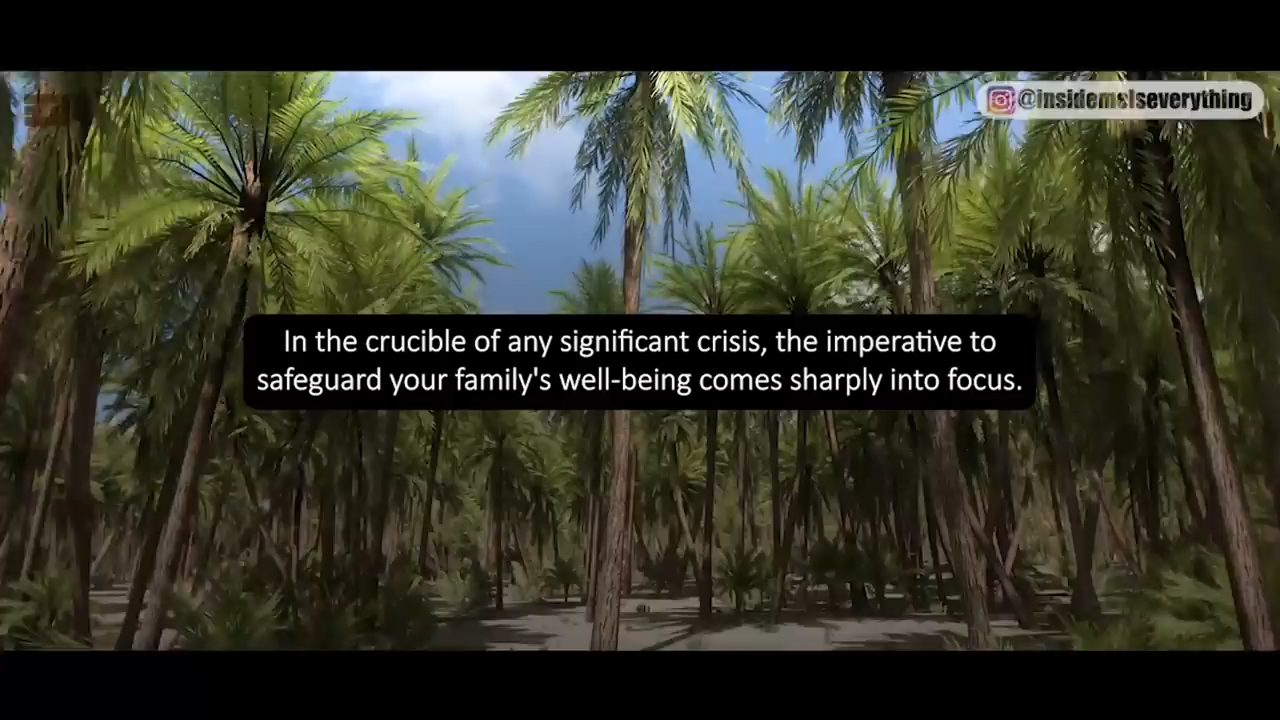 @insidemeiseverything
In the crucible of any significant crisis, the imperative to
safeguard your family's well-being comes sharply into focus.